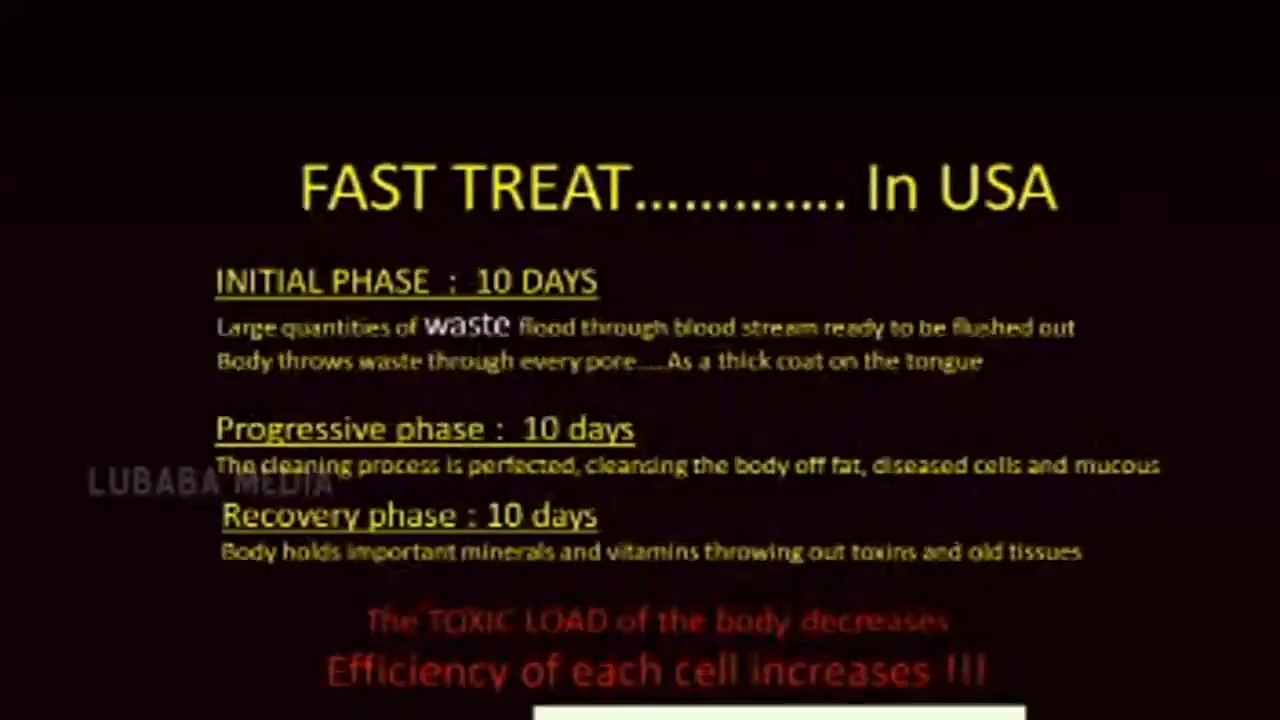 FAST TREAT............. In USA
INITIAL PHASE : 10 DAYS
Large quantities of waste flood through blood stream ready to be flushed out
Body throws waste through every pore.....As a thick coat on the tongue
Progressive phase : 10 days
The cleaning process is perfected, cleansing the body off fat, diseased cells and mucous
LUBABA MEDIA
Recovery phase : 10 days
Body holds important minerals and vitamins throwing out toxins and old tissues
The TOXIC LOAD of the body decreases
Efficiency of each cell increases !!!